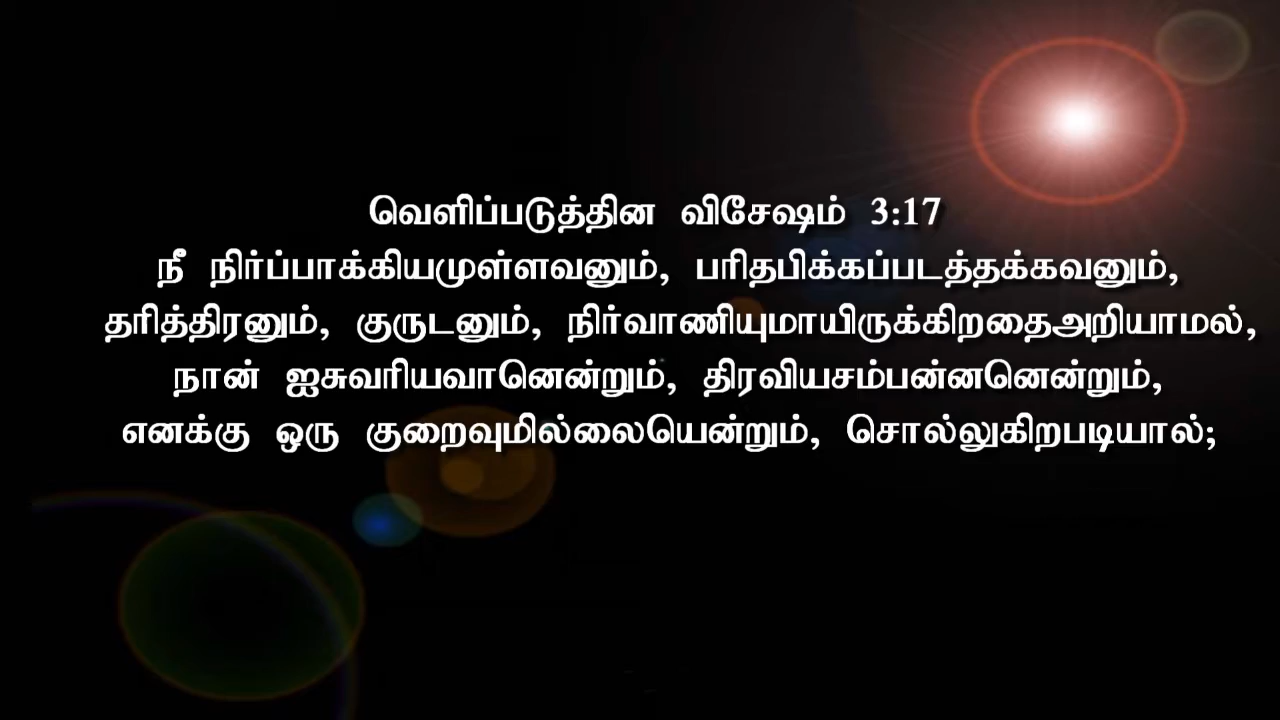 வெளிப்படுத்தின விசேஷம் 3:17
நீ நிர்ப்பாக்கியமுள்ளவனும், பரிதபிக்கப்படத்தக்கவனும்,
தரித்திரனும், குருடனும், நிர்வாணியுமாயிருக்கிறதைஅறியாமல்,
நான் ஐசுவரியவானென்றும், திரவியசம்பன்னனென்றும்,
எனக்கு ஒரு குறைவுமில்லையென்றும், சொல்லுகிறபடியால்;